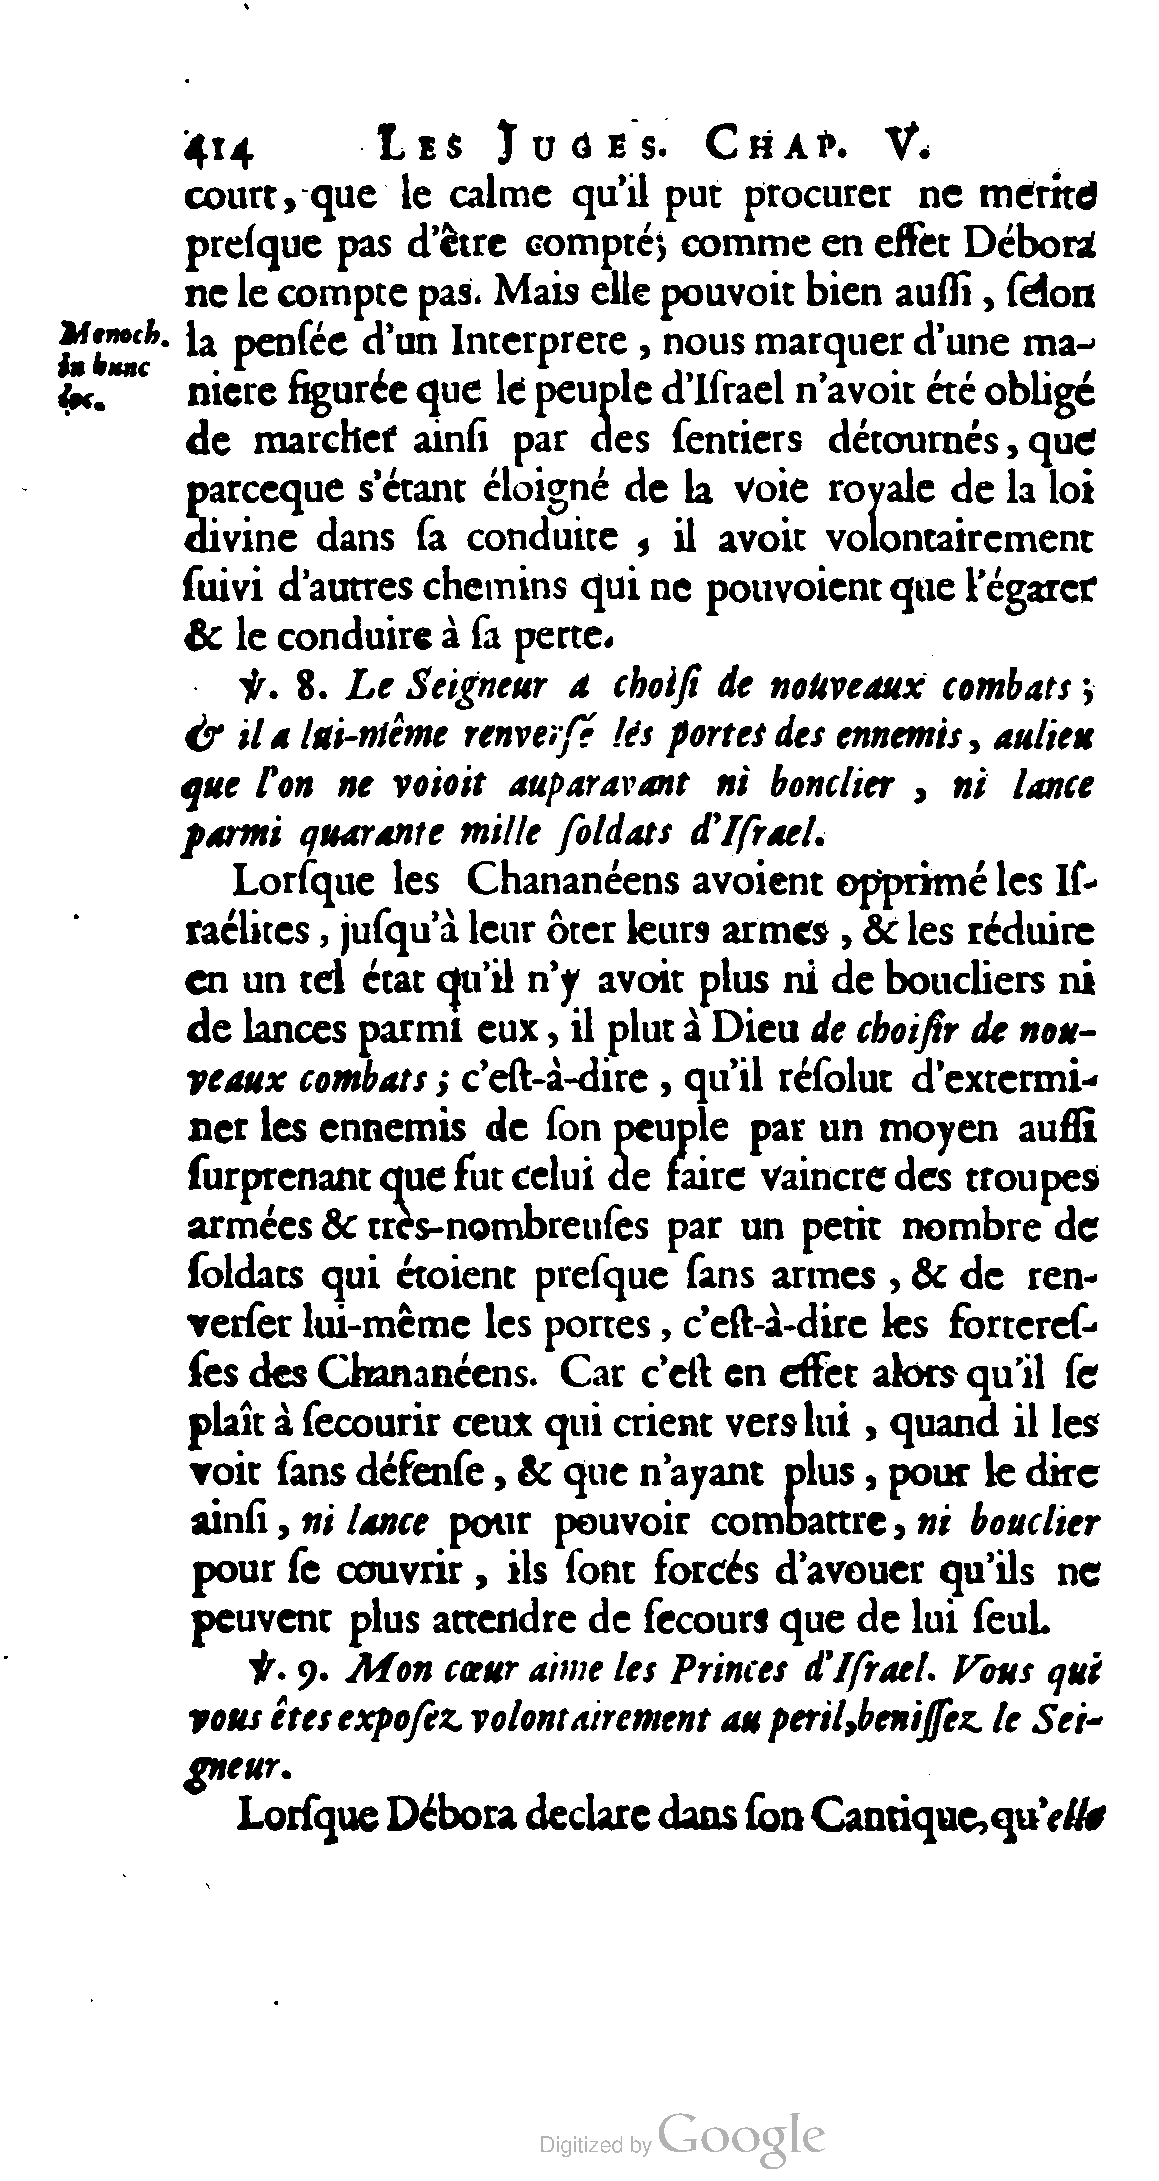 414 LES JUGES. CHAP. V.
court, que le calme qu'il put procurer ne merite
preſque pas d'être compté; comme en effet Débora
ne le compte pas. Mais elle pouvoit bien auſſi, ſelon
Menoch.
in hunc
loc.
la penſée d'un Interprete, nous marquer d'une ma-
niere figurée que le peuple d'Iſrael n'avoit été obligé
de marcher ainſi par des ſentiers détournés, que
parceque s'étant éloigné de la voie royale de la loi
divine dans ſa conduite, il avoit volontairement
ſuivi d'autres chemins qui ne pouvoient que l'égarer
& le conduire à ſa perte.
℣. 8. Le Seigneur a choiſi de nouveaux combats;
& il a lui-même renverſé les portes des ennemis, aulieu
que l'on ne voioit auparavant ni bonclier, ni lance
parmi quarante mille ſoldats d'Iſrael.
Lorſque les Chananéens avoient opprimé les Iſ-
raélites, juſqu'à leur ôter leurs armes, & les réduire
en un tel état qu'il n'y avoit plus ni de boucliers ni
de lances parmi eux, il plut à Dieu de choiſir de nou-
veaux combats; c'eſt-à-dire, qu'il réſolut d'extermi-
ner les ennemis de ſon peuple par un moyen auſſi
ſurprenant que fut celui de faire vaincre des troupes
armées & très-nombreuſes par un petit nombre de
ſoldats qui étoient preſque ſans armes, & de ren-
verſer lui-même les portes, c'eſt-à-dire les fortereſ-
ſes des Chananéens. Car c'eſt en effet alors qu'il ſe
plaît à ſecourir ceux qui crient vers lui, quand il les
voit ſans défenſe, & que n'ayant plus, pour le dire
ainſi, ni lance pour pouvoir combattre, ni bouclier
pour ſe couvrir, ils ſont forcés d'avouer qu'ils ne
peuvent plus attendre de ſecours que de lui ſeul.
℣. 9. Mon cœur aime les Princes d'Iſrael. Vous qui
vous êtes expoſez volontairement au peril, beniſſez le Sei-
gneur.
Lorſque Débora declare dans ſon Cantique, qu'elle
Digitized by Google